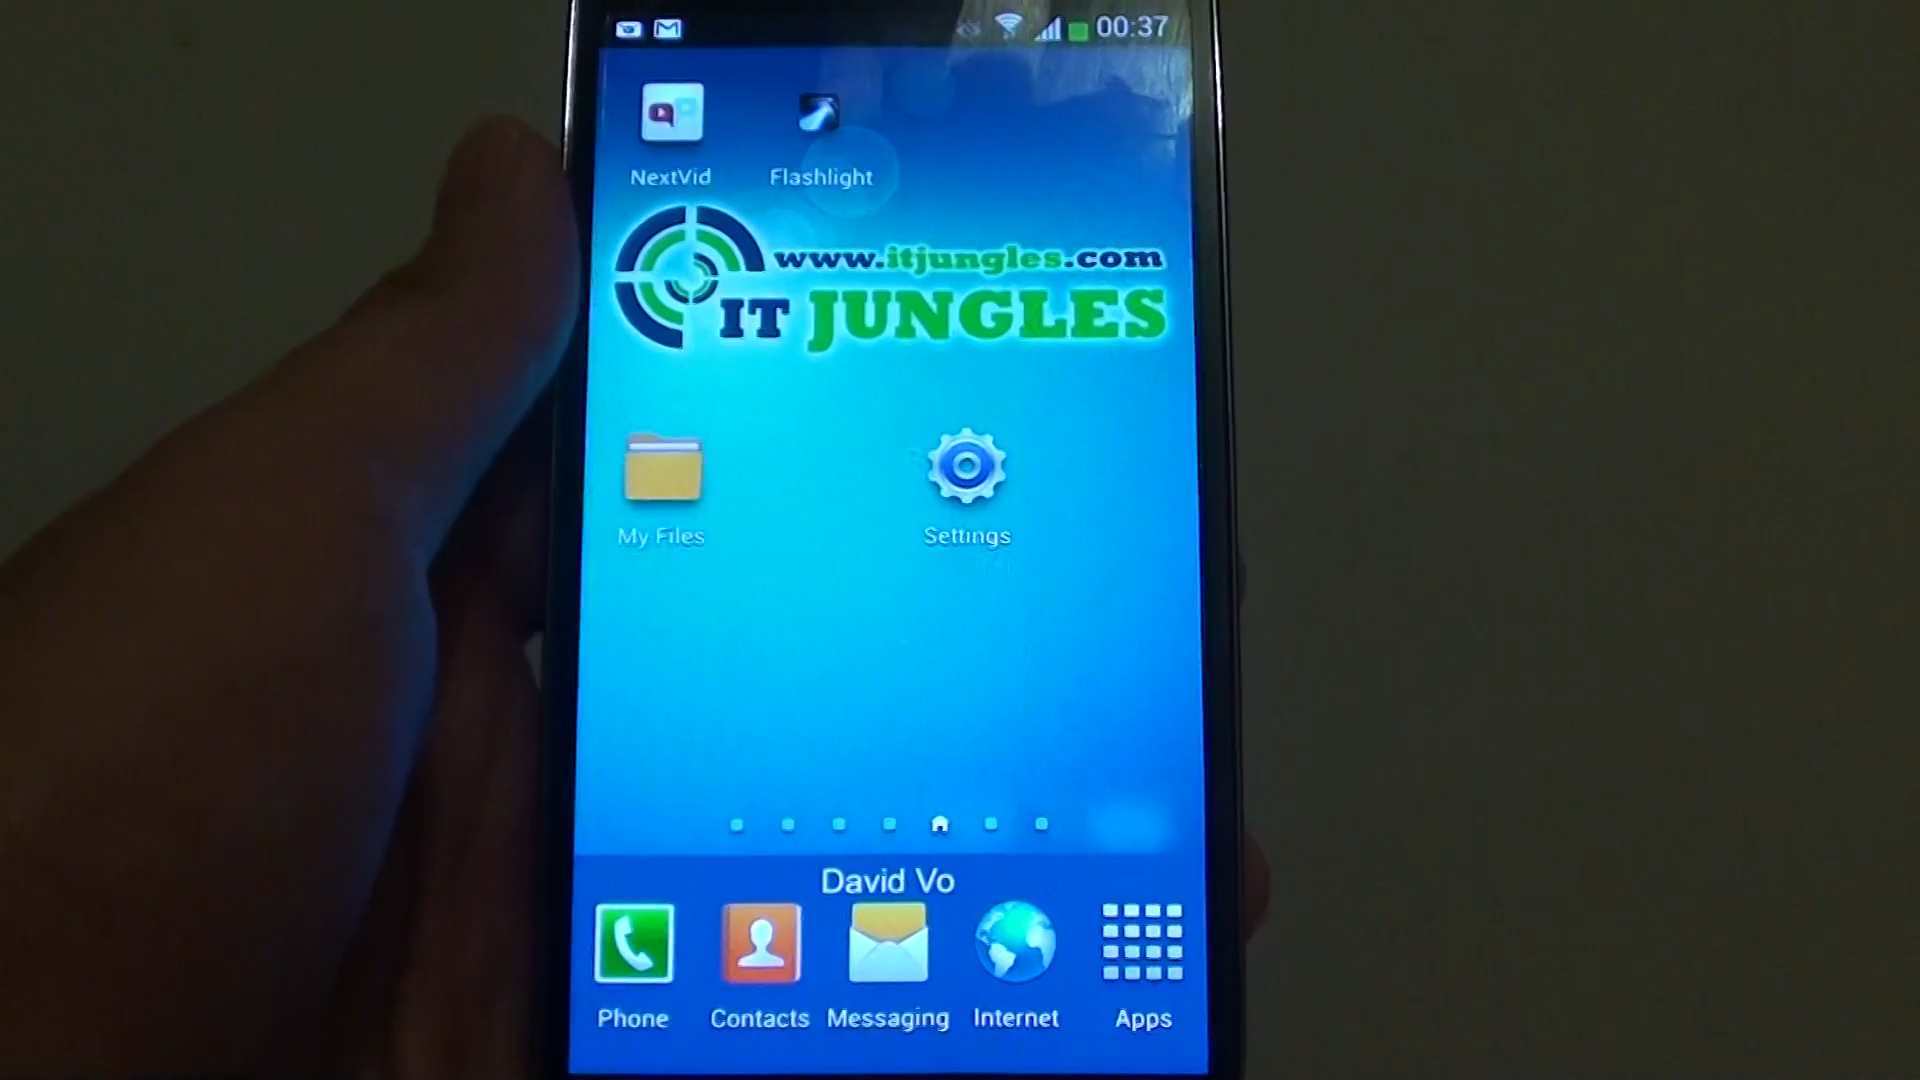 00:37
NextVid Flashlight
www.itjungles.com
IT JUNGLES
My Files Settings
David Vo
Phone Contacts Messaging Internet Apps